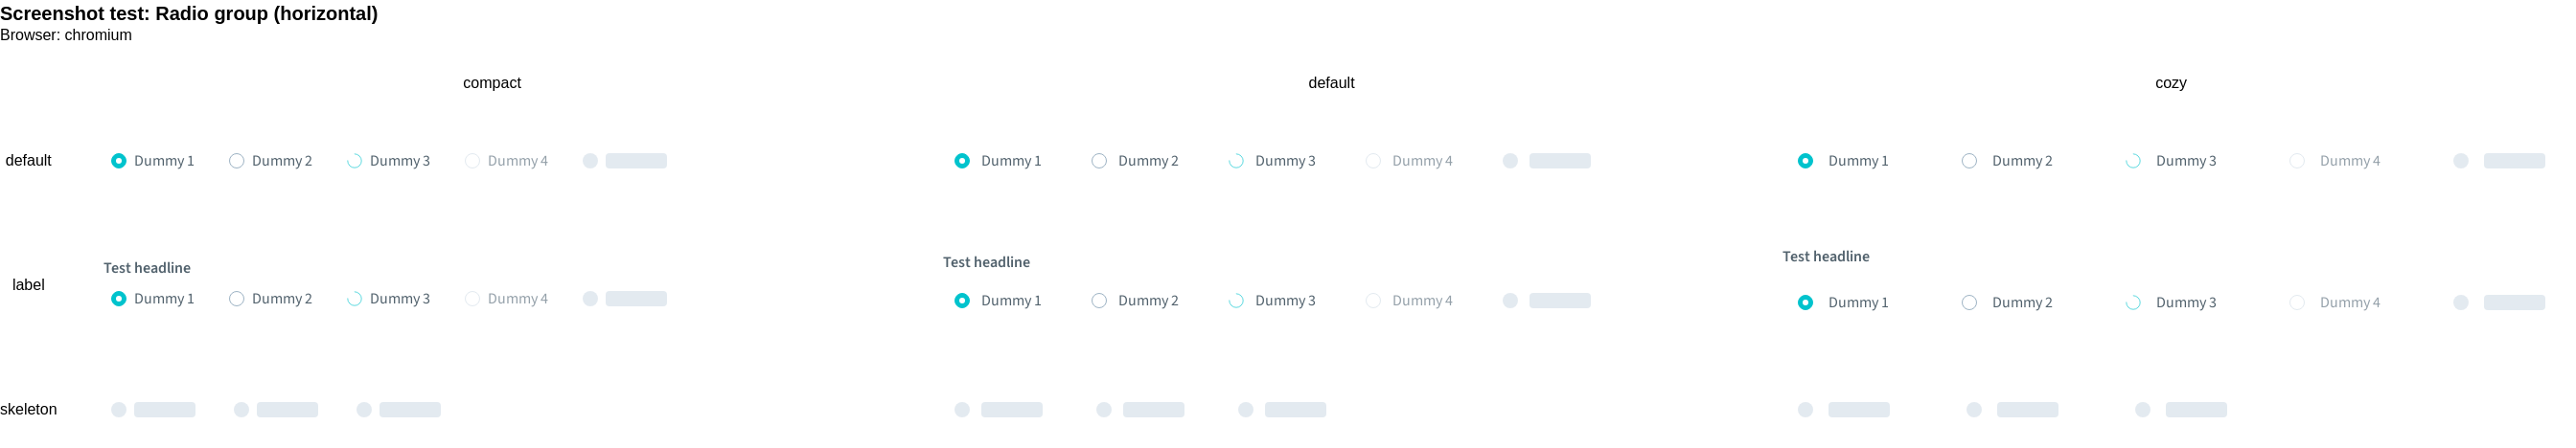 Screenshot test: Radio group (horizontal)
Browser: chromium
compact default cozy
default Dummy 1 Dummy 2 Dummy 3 Dummy 4 Dummy 1 Dummy 2 Dummy 3 Dummy 4 Dummy 1 Dummy 2 Dummy 3 Dummy 4
Test headline Test headline Test headline
label Dummy 1 Dummy 2 Dummy 3 Dummy 4 Dummy 1 Dummy 2 Dummy 3 Dummy 4 Dummy 1 Dummy 2 Dummy 3 Dummy 4
skeleton